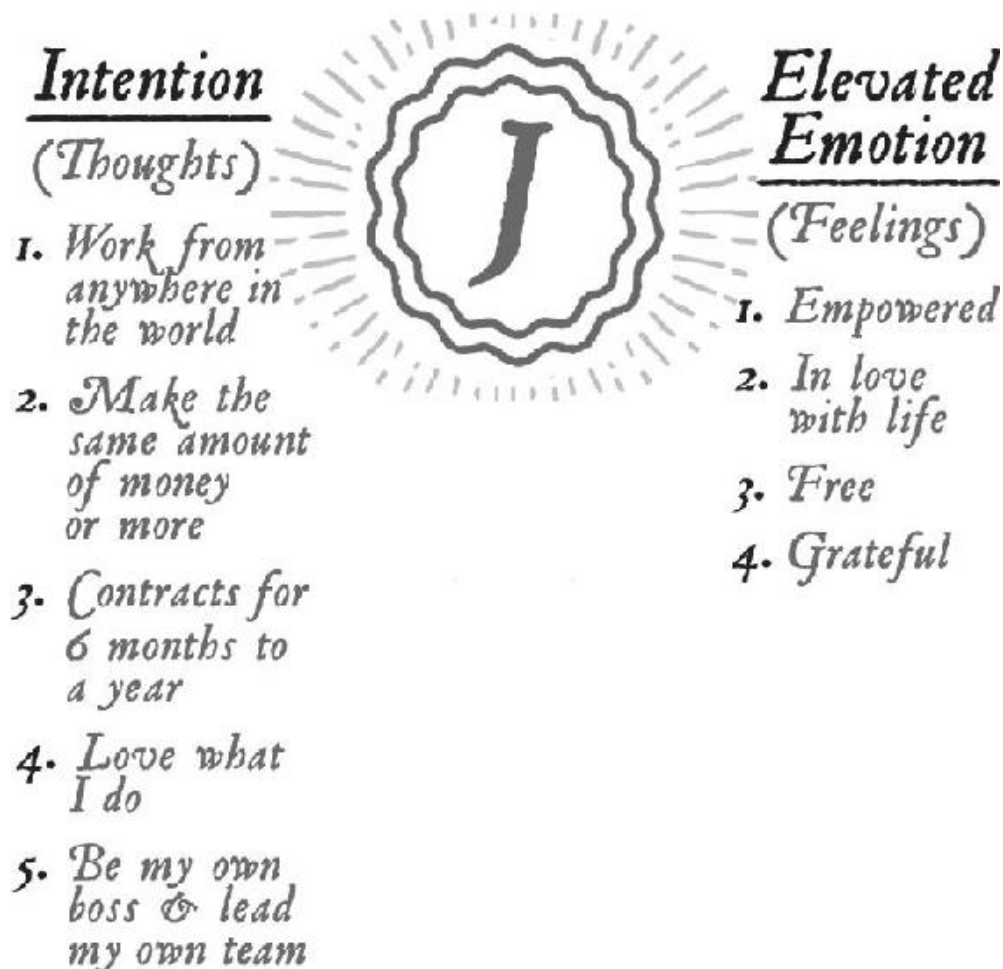 Intention
(Thoughts)
1. Work from
anywhere in
the world
2. Make the
same amount
of money
or more
3. Contracts for
6 months to
a year
4. Love what
I do
5. Be my own
boss & lead
my own team
J
Elevated
Emotion
(Feelings)
1. Empowered
2. In love
with life
3. Free
4. Grateful